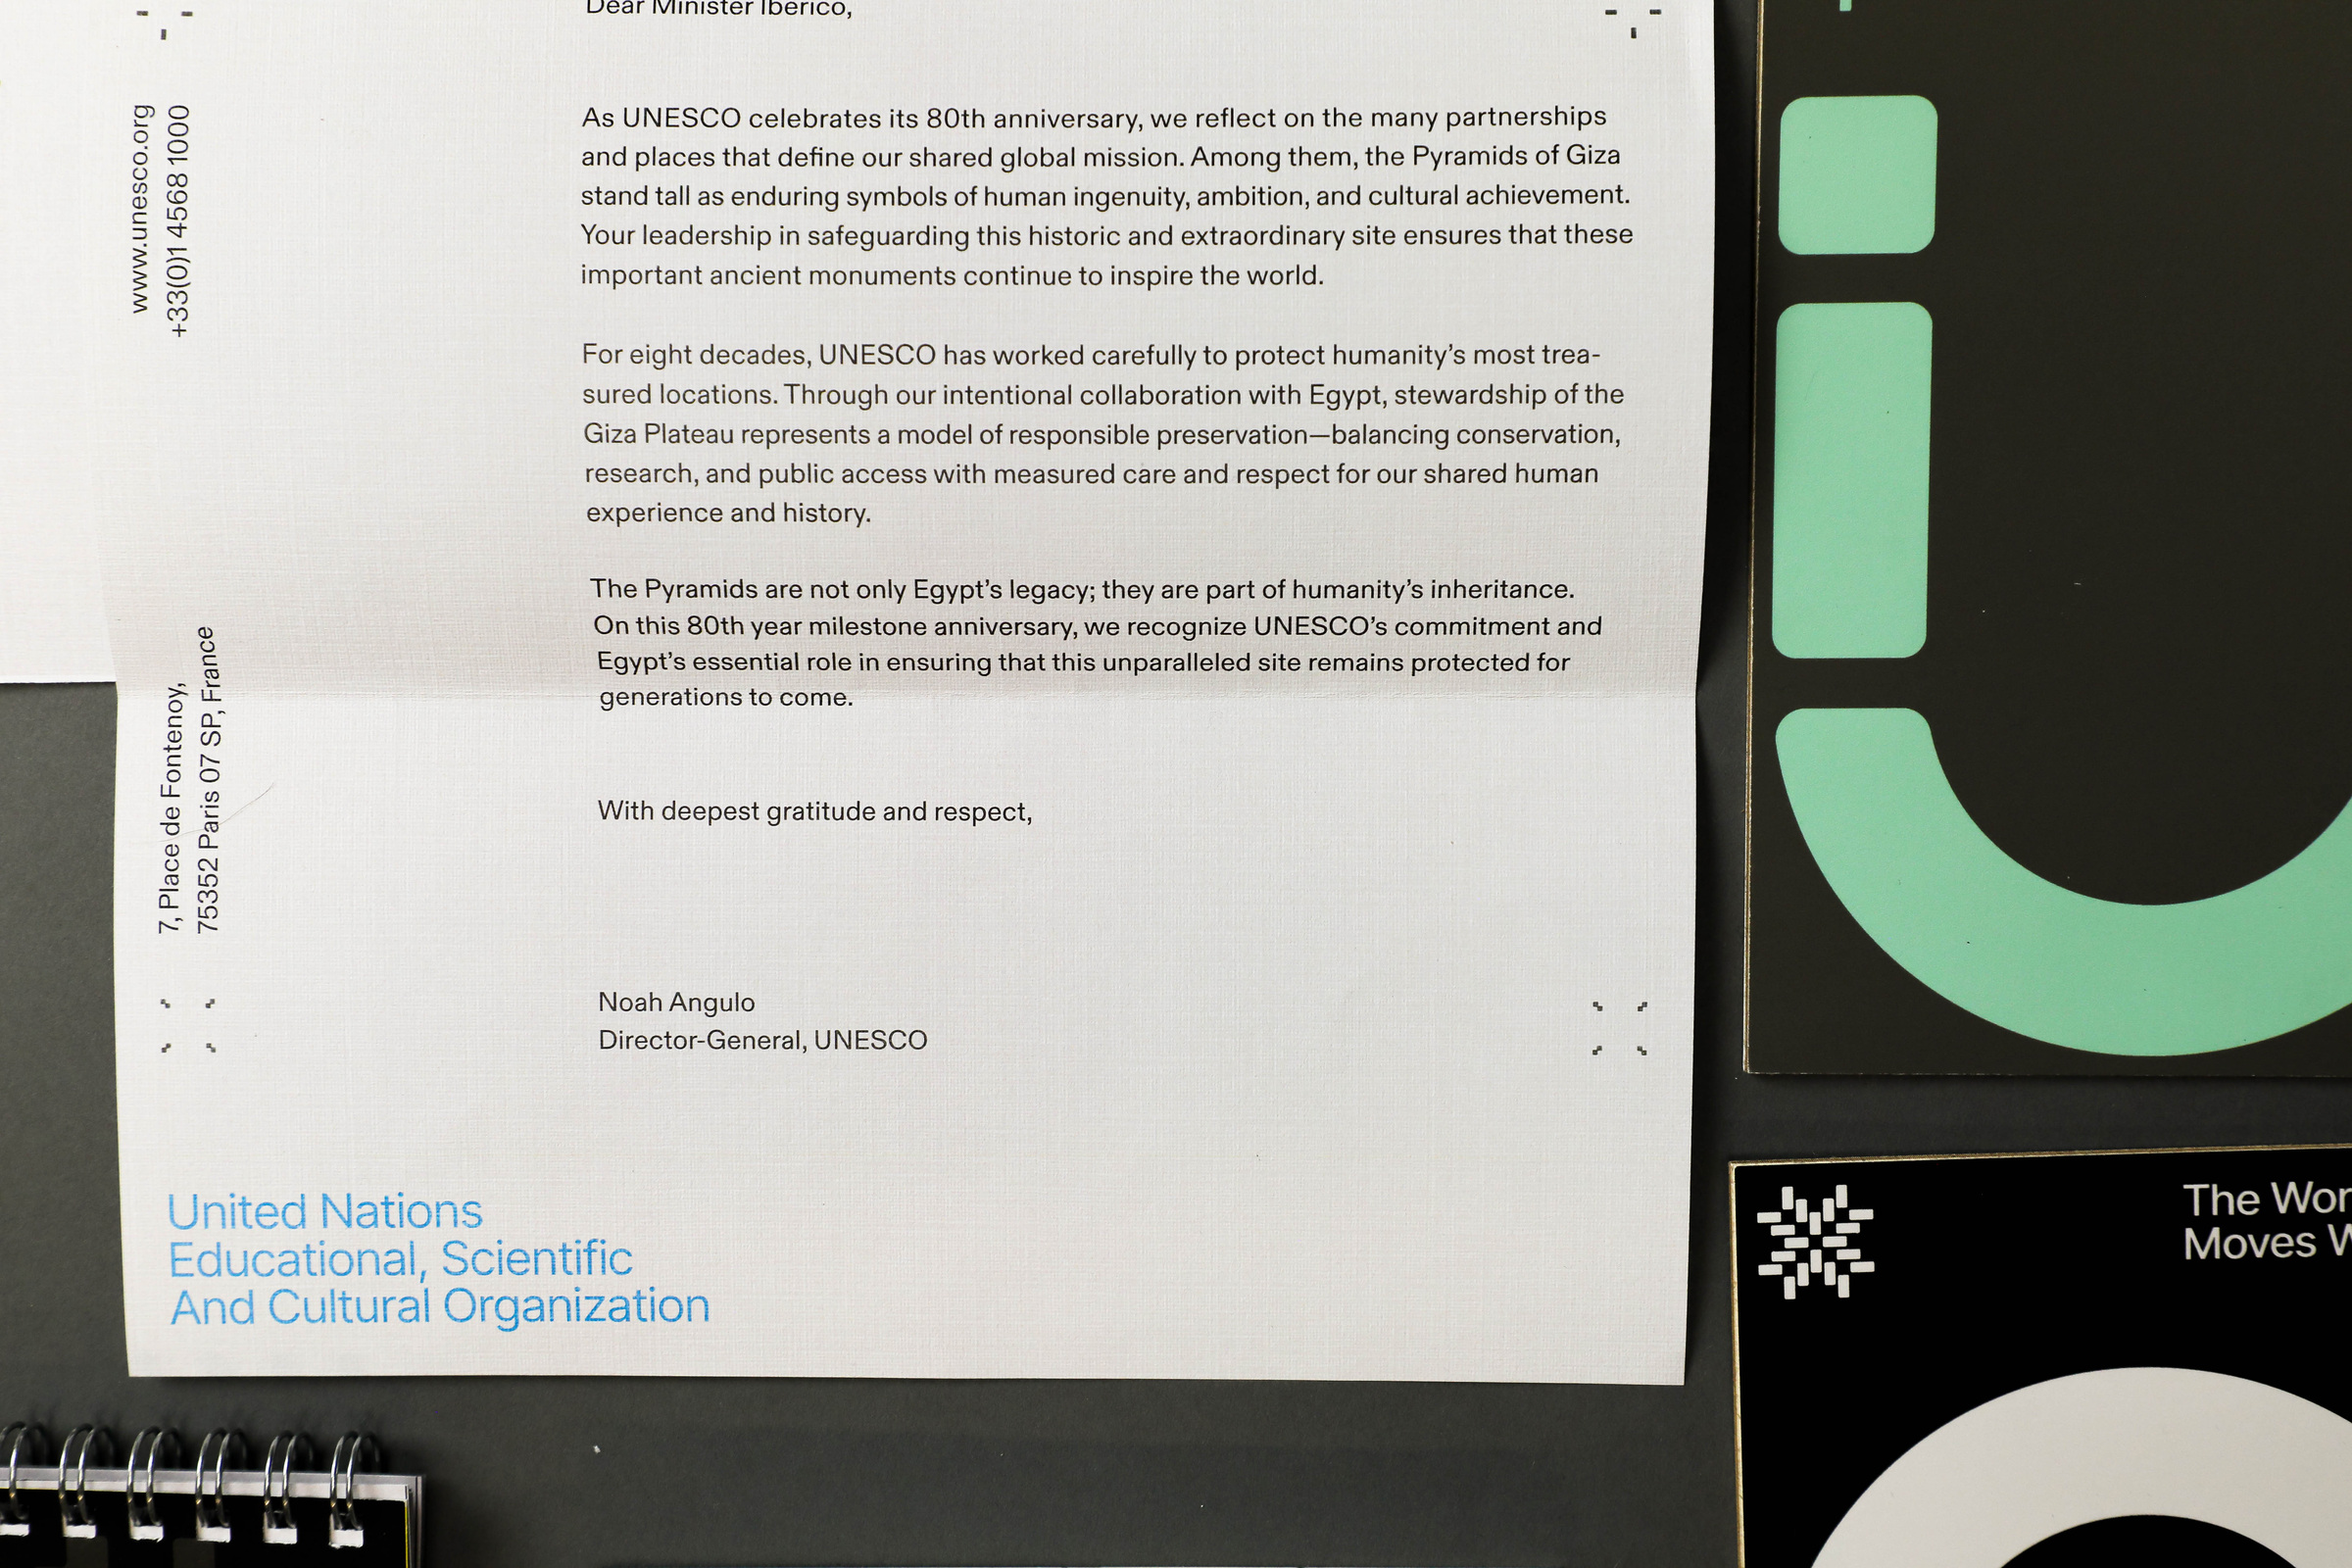 Dear Minister Iberico,
www.unesco.org
+33(0)1 4568 1000
As UNESCO celebrates its 80th anniversary, we reflect on the many partnerships
and places that define our shared global mission. Among them, the Pyramids of Giza
stand tall as enduring symbols of human ingenuity, ambition, and cultural achievement.
Your leadership in safeguarding this historic and extraordinary site ensures that these
important ancient monuments continue to inspire the world.
For eight decades, UNESCO has worked carefully to protect humanity’s most trea-
sured locations. Through our intentional collaboration with Egypt, stewardship of the
Giza Plateau represents a model of responsible preservation—balancing conservation,
research, and public access with measured care and respect for our shared human
experience and history.
The Pyramids are not only Egypt’s legacy; they are part of humanity’s inheritance.
On this 80th year milestone anniversary, we recognize UNESCO’s commitment and
Egypt’s essential role in ensuring that this unparalleled site remains protected for
generations to come.
7, Place de Fontenoy,
75352 Paris 07 SP, France
With deepest gratitude and respect,
Noah Angulo
Director-General, UNESCO
United Nations
Educational, Scientific
And Cultural Organization
The
Moves